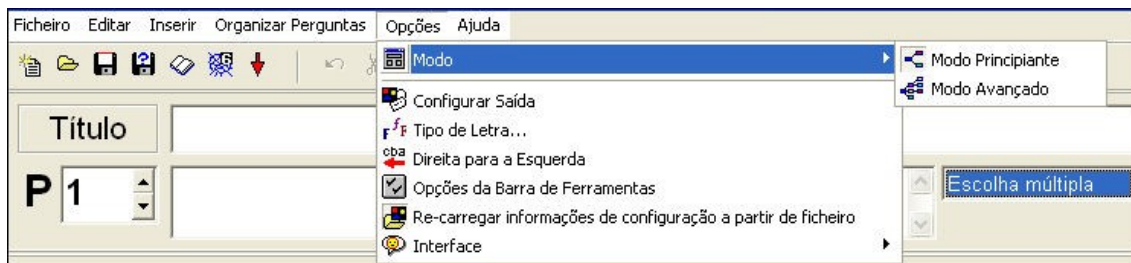 Ficheiro Editar Inserir Organizar Perguntas Opções Ajuda
Modo
Modo Principiante
Modo Avançado
Configurar Saída
Tipo de Letra...
Direita para a Esquerda
Opções da Barra de Ferramentas
Re-carregar informações de configuração a partir de ficheiro
Interface
Título
P 1
Escolha múltipla